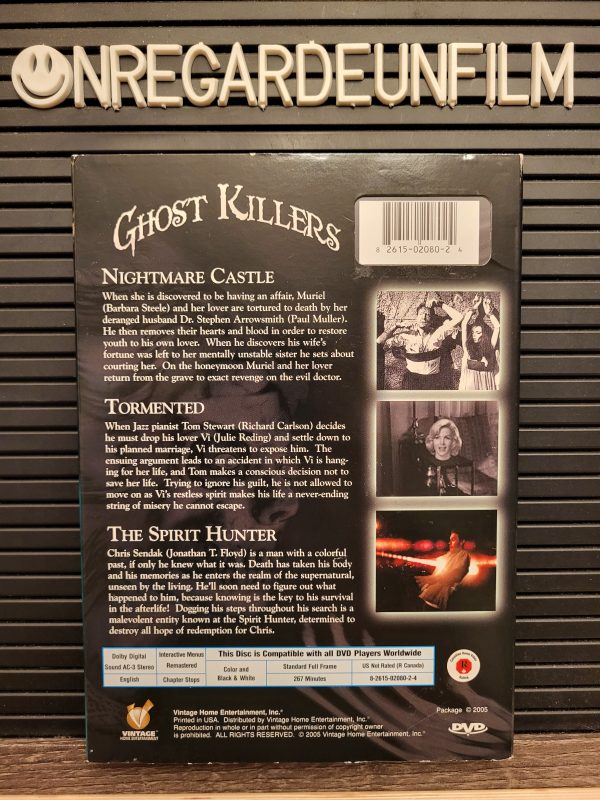 ONREGARDEUNFILM
GHOST KILLERS
8 2615-02080-2 4
NIGHTMARE CASTLE
When she is discovered to be having an affair, Muriel
(Barbara Steele) and her lover are tortured to death by her
deranged husband Dr. Stephen Arrowsmith (Paul Muller).
He then removes their hearts and blood in order to restore
youth to his own lover. When he discovers his wife's
fortune was left to her mentally unstable sister he sets about
courting her. On the honeymoon Muriel and her lover
return from the grave to exact revenge on the evil doctor.
TORMENTED
When Jazz pianist Tom Stewart (Richard Carlson) decides
he must drop his lover Vi (Julie Reding) and settle down to
his planned marriage, Vi threatens to expose him. The
ensuing argument leads to an accident in which Vi is hang-
ing for her life, and Tom makes a conscious decision not to
save her life. Trying to ignore his guilt, he is not allowed to
move on as Vi's restless spirit makes his life a never-ending
string of misery he cannot escape.
THE SPIRIT HUNTER
Chris Sendak (Jonathan T. Floyd) is a man with a colorful
past, if only he knew what it was. Death has taken his body
and his memories as he enters the realm of the supernatural,
unseen by the living. He'll soon need to figure out what
happened to him, because knowing is the key to his survival
in the afterlife! Dogging his steps throughout his search is a
malevolent entity known at the Spirit Hunter, determined to
destroy all hope of redemption for Chris.
Dolby Digital
Sound AC-3 Stereo
English
Interactive Menus
Remastered
Chapter Stops
This Disc is Compatible with all DVD Players Worldwide
Color and
Black & White
Standard Full Frame
267 Minutes
US Not Rated (R Canada)
8-2615-02080-2-4
R
VINTAGE
HOME ENTERTAINMENT
Vintage Home Entertainment, Inc.
Printed in USA. Distributed by Vintage Home Entertainment, Inc.
Reproduction in whole or in part without permission of copyright owner
is prohibited. ALL RIGHTS RESERVED. © 2005 Vintage Home Entertainment, Inc.
Package © 2005
DVD